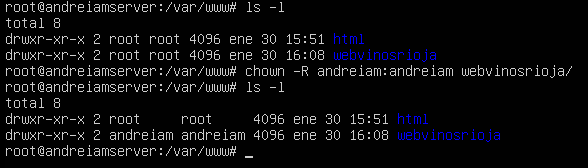 root@andreiamserver:/var/www# ls -l
total 8
drwxr-xr-x 2 root root 4096 ene 30 15:51 html
drwxr-xr-x 2 root root 4096 ene 30 16:08 webvinosrioja
root@andreiamserver:/var/www# chown -R andreiam:andreiam webvinosrioja/
root@andreiamserver:/var/www# ls -l
total 8
drwxr-xr-x 2 root     root     4096 ene 30 15:51 html
drwxr-xr-x 2 andreiam andreiam 4096 ene 30 16:08 webvinosrioja
root@andreiamserver:/var/www# _